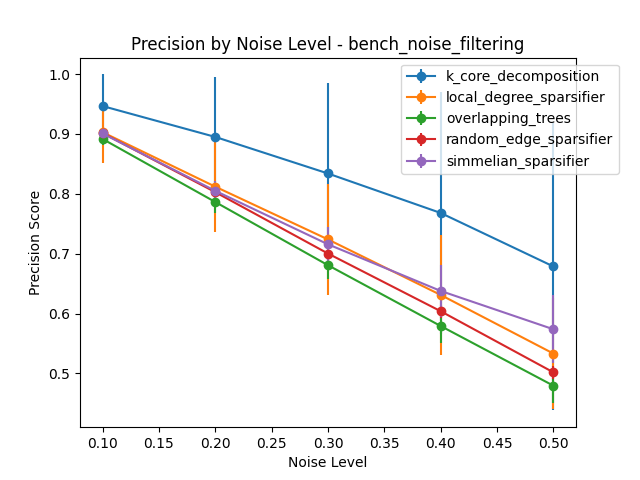 Precision by Noise Level - bench_noise_filtering
k_core_decomposition
local_degree_sparsifier
overlapping_trees
random_edge_sparsifier
simmelian_sparsifier
Precision Score
1.0
0.9
0.8
0.7
0.6
0.5
0.10 0.15 0.20 0.25 0.30 0.35 0.40 0.45 0.50
Noise Level